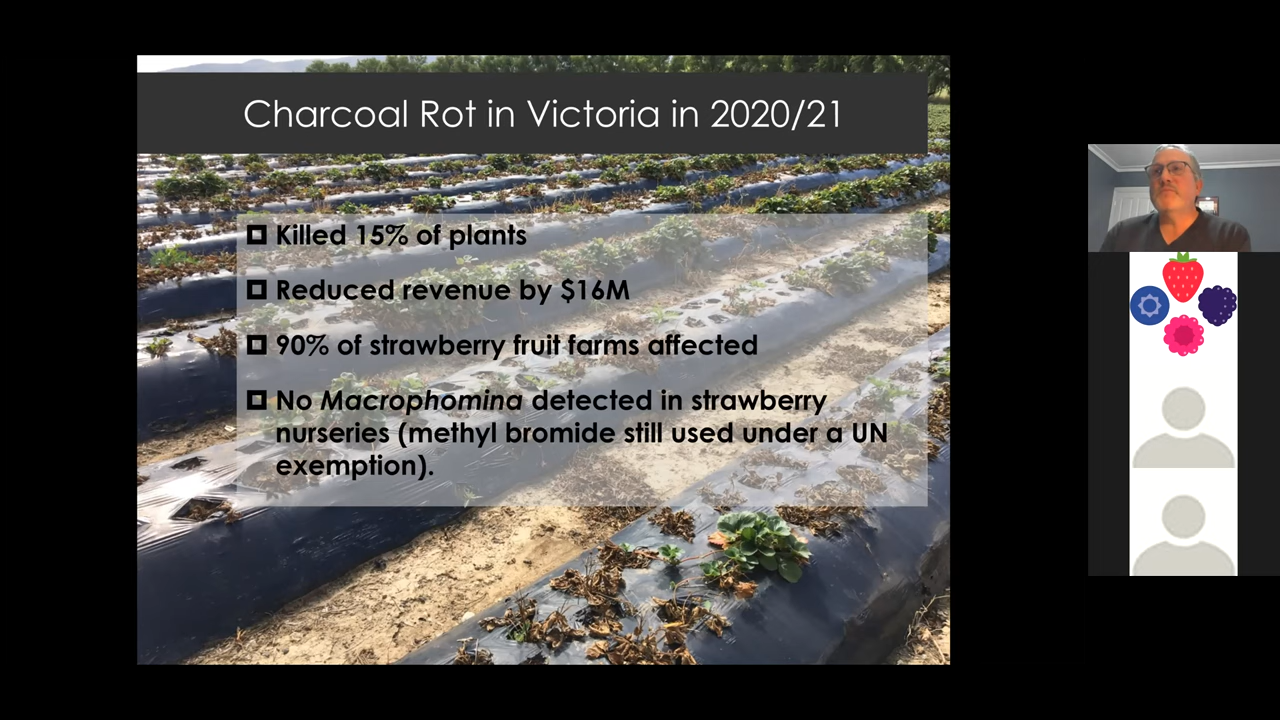 Charcoal Rot in Victoria in 2020/21
Killed 15% of plants
Reduced revenue by $16M
90% of strawberry fruit farms affected
No Macrophomina detected in strawberry
nurseries (methyl bromide still used under a UN
exemption).